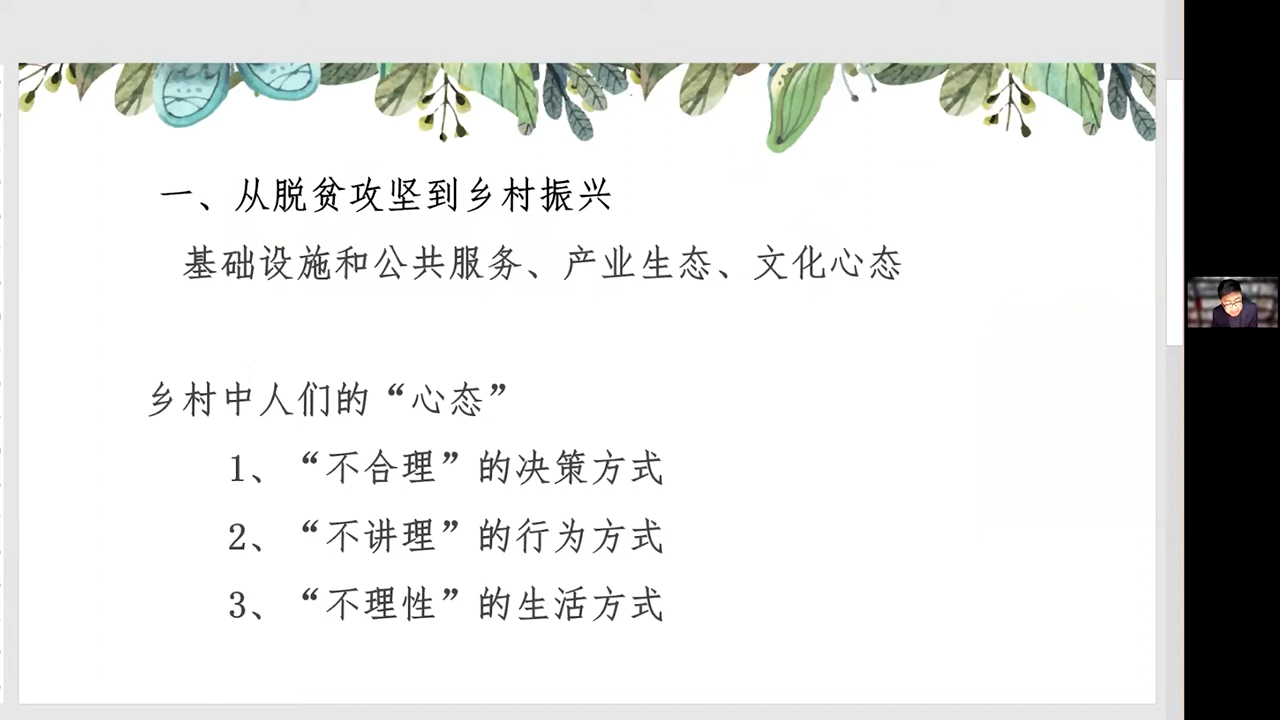 一、从脱贫攻坚到乡村振兴
基础设施和公共服务、产业生态、文化心态
乡村中人们的“心态”
1、“不合理”的决策方式
2、“不讲理”的行为方式
3、“不理性”的生活方式